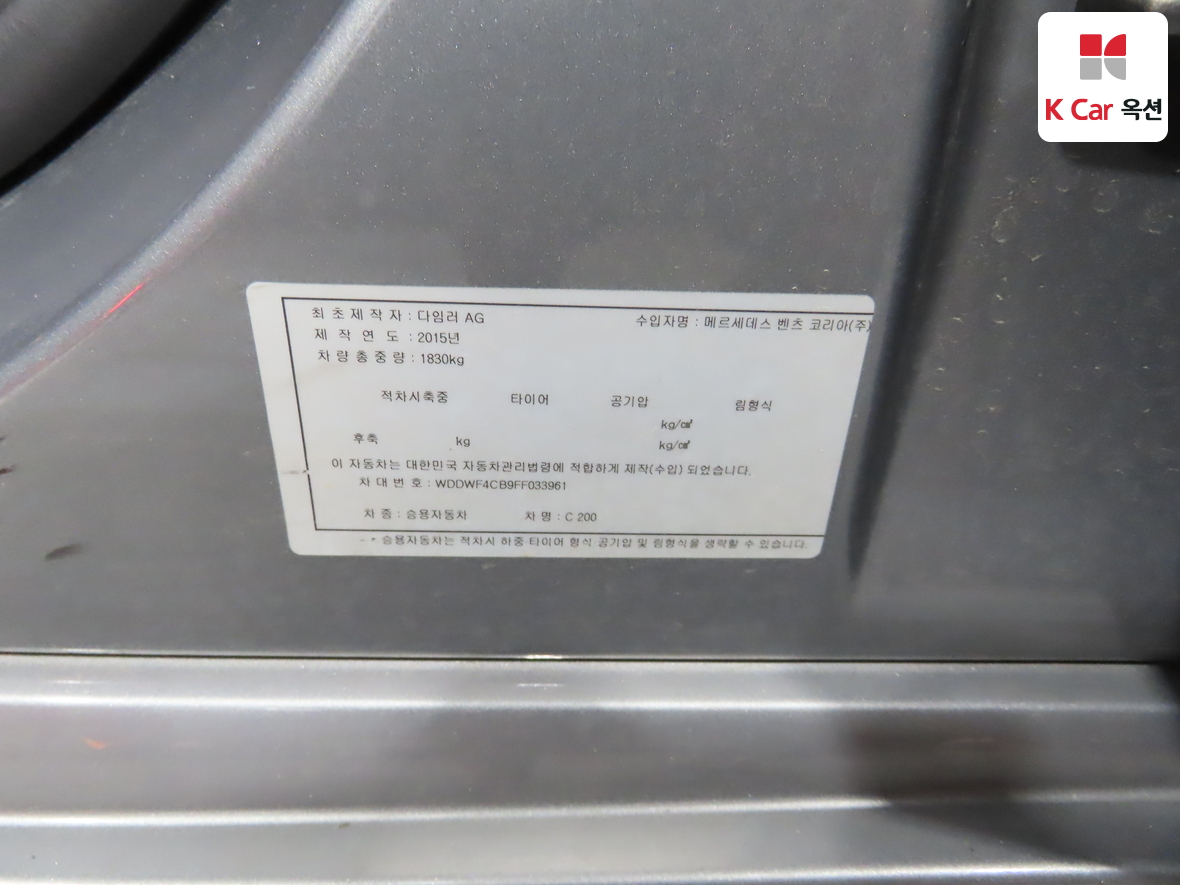 K Car 옥션
최초제작자 : 다임러 AG 수입자명 : 메르세데스 벤츠 코리아(주)
제 작 연 도 : 2015년
차량총중량 : 1830kg
적차시축중 타이어 공기압 림형식
kg/㎠
후축 kg kg/㎠
이 자동차는 대한민국 자동차관리법령에 적합하게 제작(수입) 되었습니다.
차 대 번 호 : WDDWF4CB9FF033961
차 종 : 승용자동차 차 명 : C 200
* 승용자동차는 적차시 하중 타이어 형식 공기압 및 림형식을 생략할 수 있습니다.